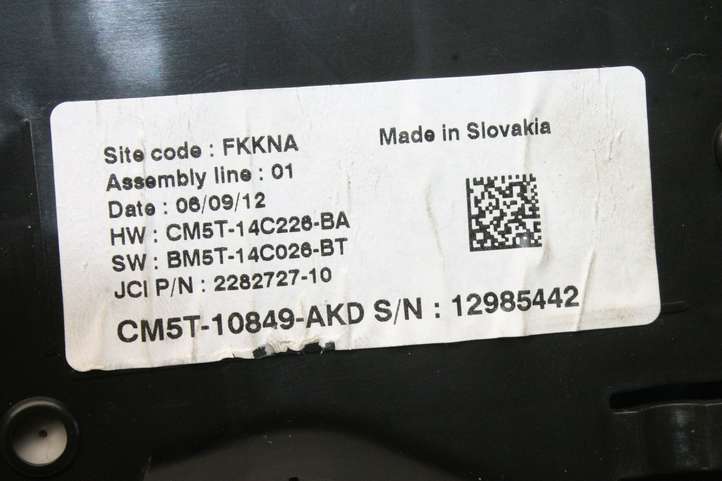 Site code : FKKNA
Made in Slovakia
Assembly line : 01
Date : 06/09/12
HW : CM5T-14C226-BA
SW : BM5T-14C026-BT
JCI P/N : 2282727-10
CM5T-10849-AKD S/N : 12985442